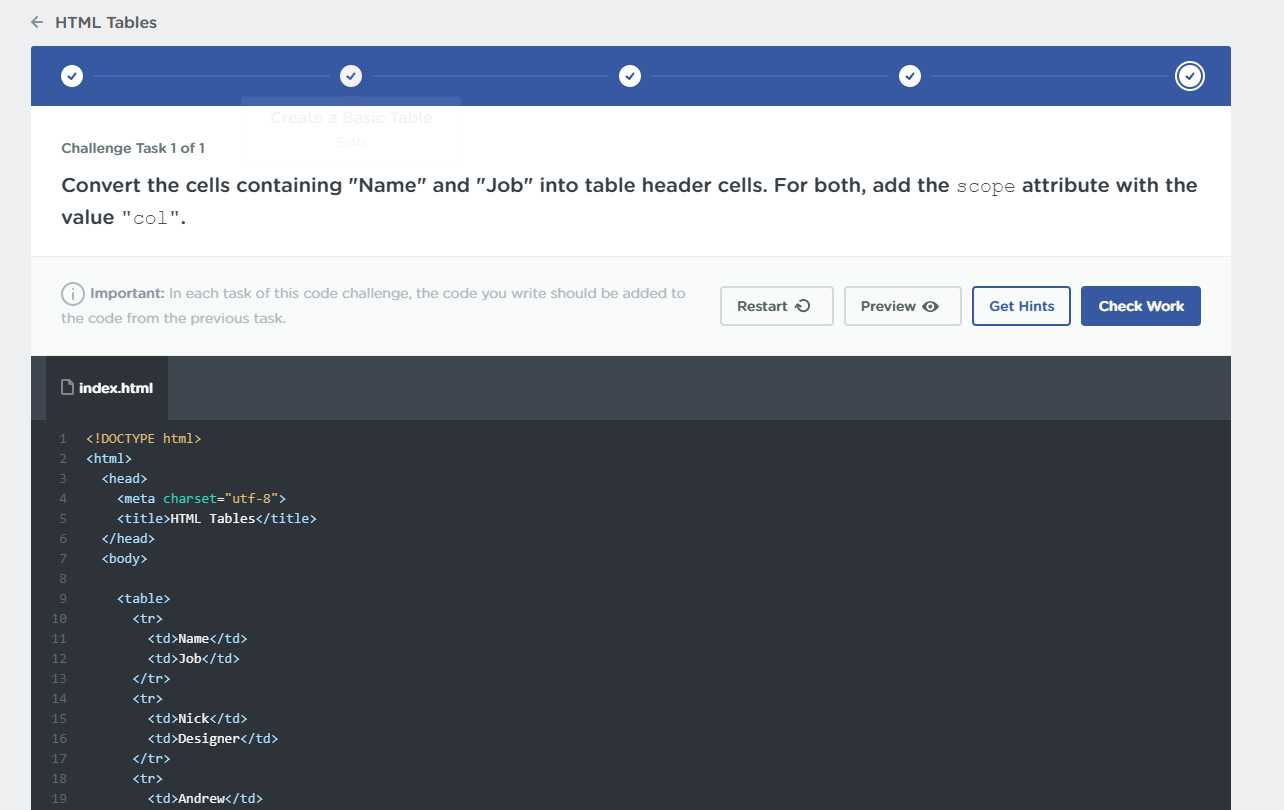 ← HTML Tables
Create a Basic Table
5:40
Challenge Task 1 of 1
Convert the cells containing "Name" and "Job" into table header cells. For both, add the scope attribute with the
value "col".
Important: In each task of this code challenge, the code you write should be added to
the code from the previous task.
Restart
Preview
Get Hints
Check Work
index.html
1 <!DOCTYPE html>
2 <html>
3 <head>
4 <meta charset="utf-8">
5 <title>HTML Tables</title>
6 </head>
7 <body>
8
9 <table>
10 <tr>
11 <td>Name</td>
12 <td>Job</td>
13 </tr>
14 <tr>
15 <td>Nick</td>
16 <td>Designer</td>
17 </tr>
18 <tr>
19 <td>Andrew</td>